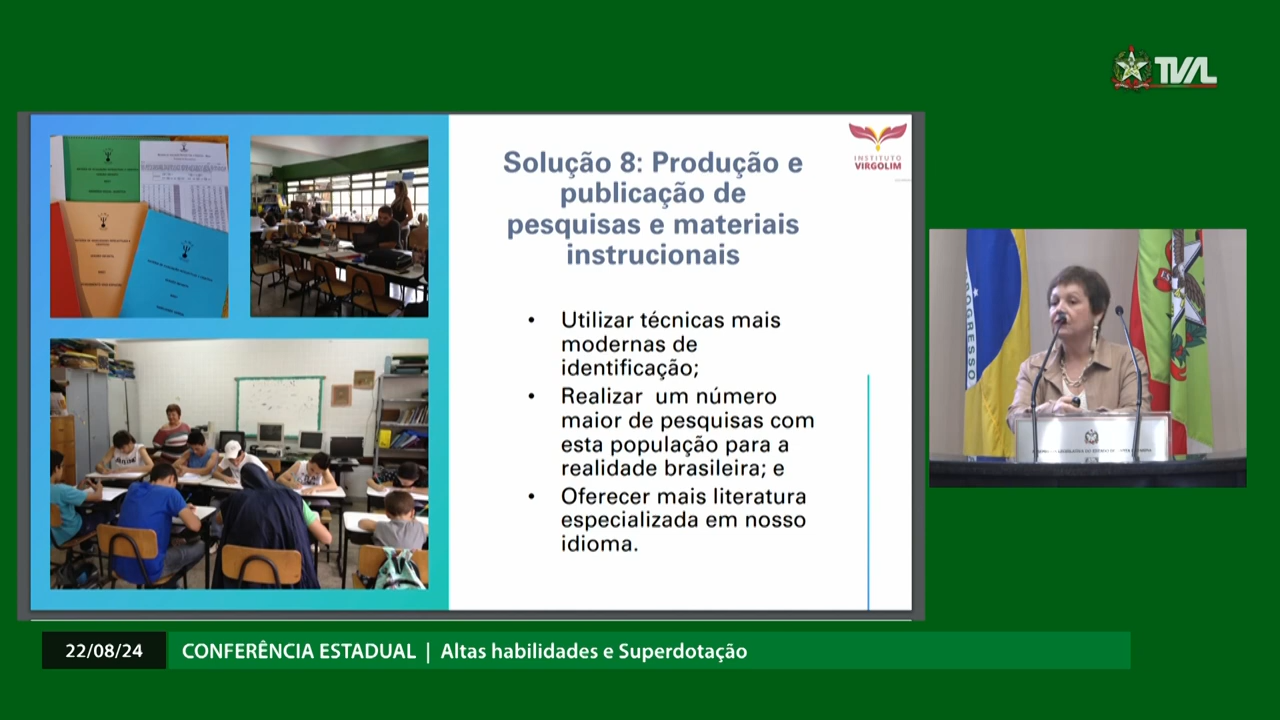 TVAL
INSTITUTO
VIRGOLIM
Solução 8: Produção e
publicação de
pesquisas e materiais
instrucionais
• Utilizar técnicas mais
modernas de
identificação;
• Realizar um número
maior de pesquisas com
esta população para a
realidade brasileira; e
• Oferecer mais literatura
especializada em nosso
idioma.
PROGRESSO
22/08/24
CONFERÊNCIA ESTADUAL | Altas habilidades e Superdotação